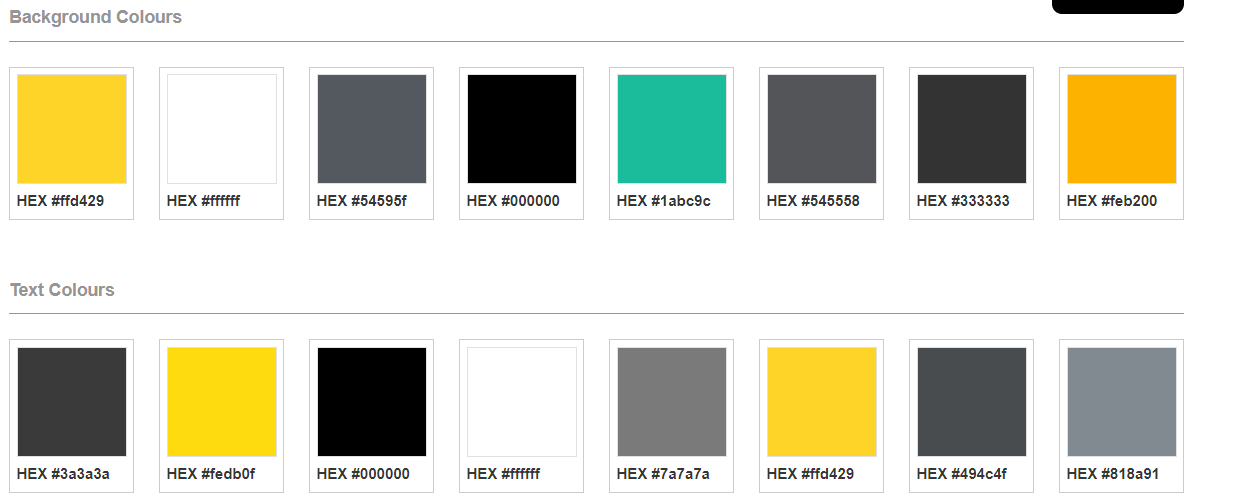 Background Colours
HEX #ffd429
HEX #ffffff
HEX #54595f
HEX #000000
HEX #1abc9c
HEX #545558
HEX #333333
HEX #feb200
Text Colours
HEX #3a3a3a
HEX #fedb0f
HEX #000000
HEX #ffffff
HEX #7a7a7a
HEX #ffd429
HEX #494c4f
HEX #818a91